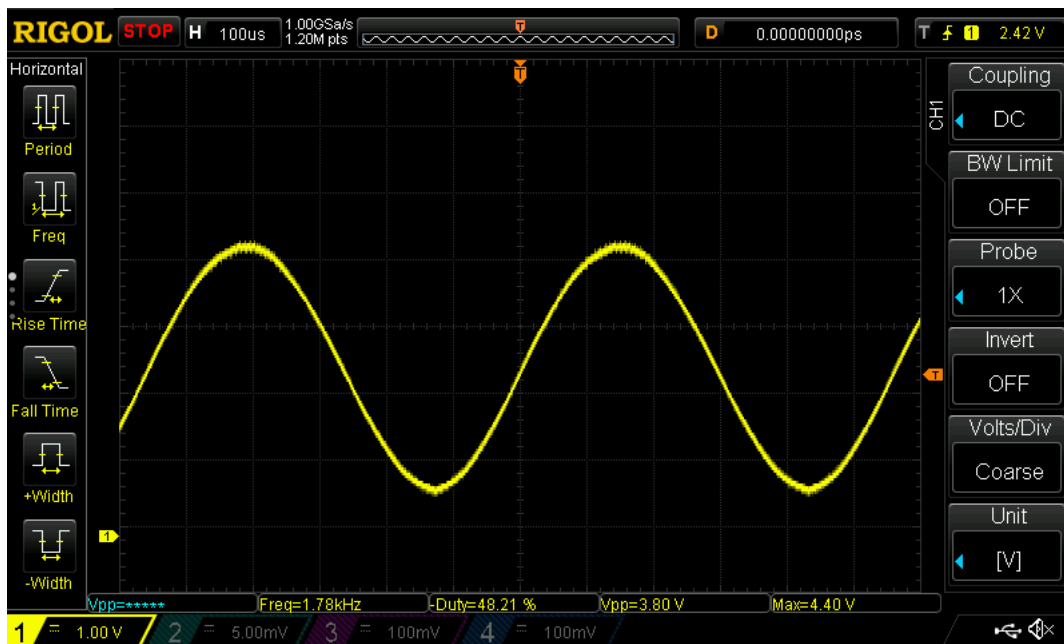 RIGOL STOP H 100us 1.00GSa/s 1.20M pts T D 0.00000000ps T 1 2.42 V
Horizontal
Period
Freq
Rise Time
Fall Time
+Width
-Width
T
T
1
CH1
Coupling
DC
BW Limit
OFF
Probe
1X
Invert
OFF
Volts/Div
Coarse
Unit
[V]
Vpp=***** Freq=1.78kHz -Duty=48.21 % Vpp=3.80 V Max=4.40 V
1 = 1.00 V 2 = 5.00mV 3 = 100mV 4 = 100mV